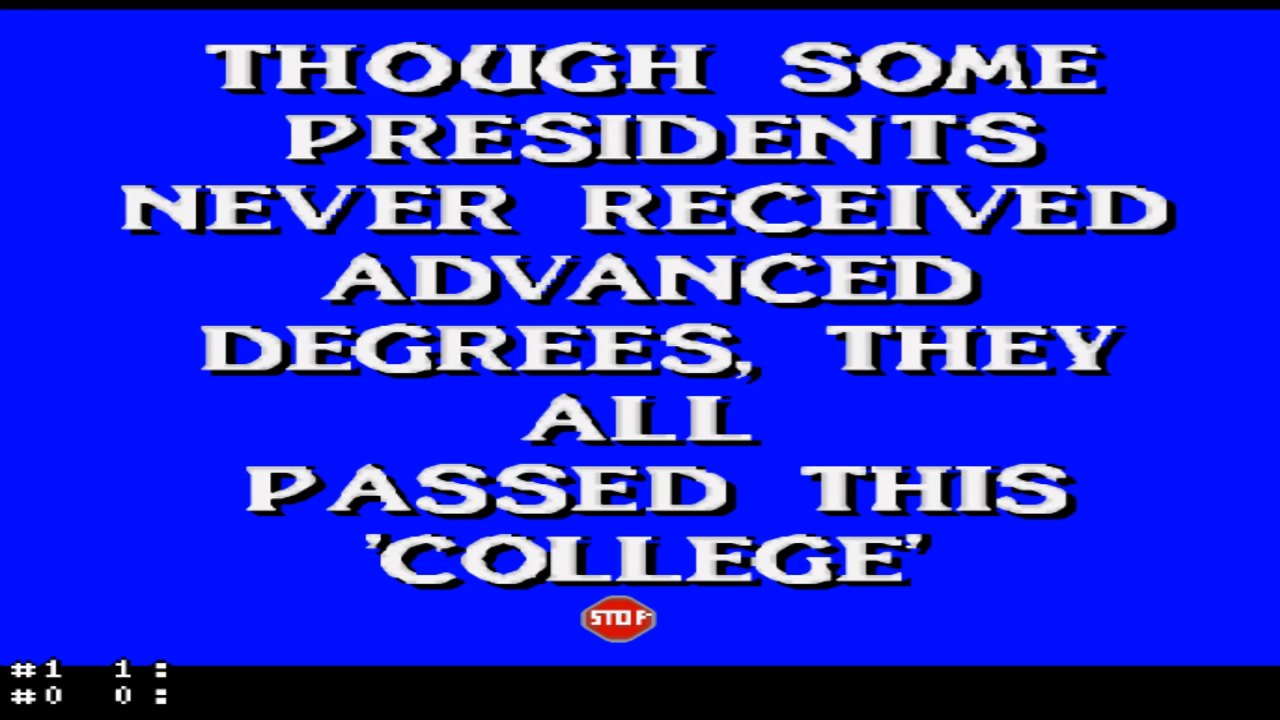 THOUGH SOME
PRESIDENTS
NEVER RECEIVED
ADVANCED
DEGREES, THEY
ALL
PASSED THIS
'COLLEGE'
STOP
#1 1 :
#0 0 :